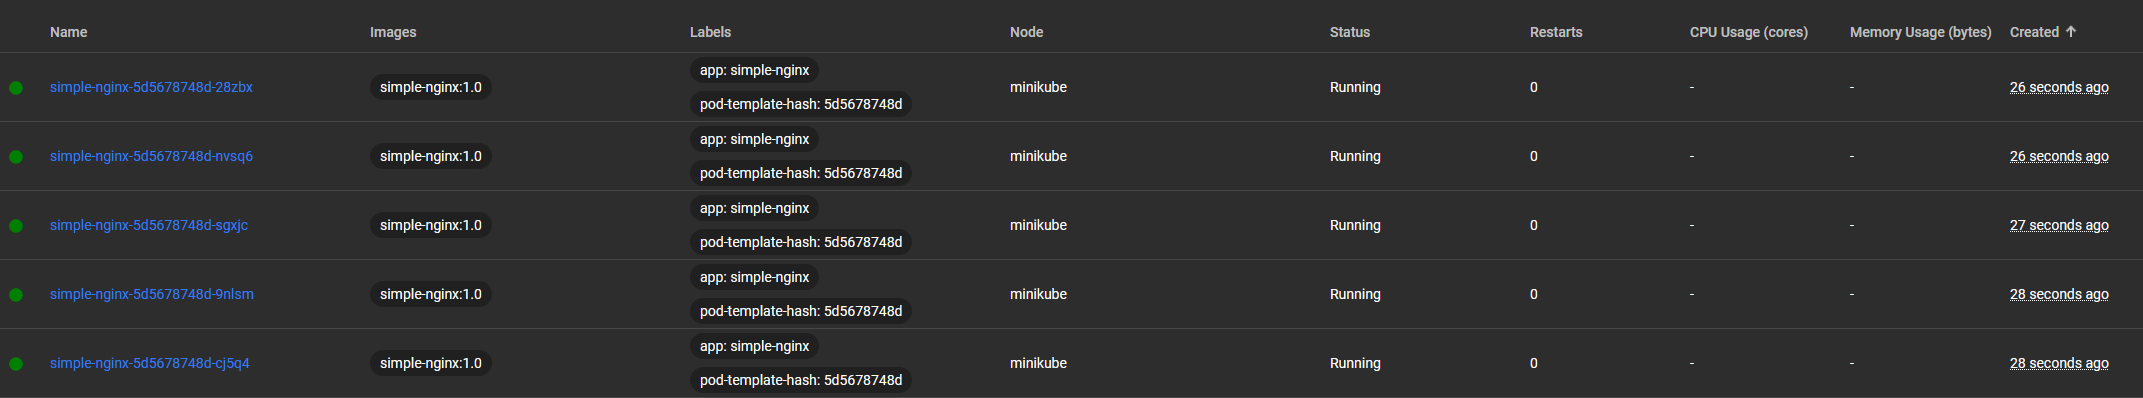 Name Images Labels Node Status Restarts CPU Usage (cores) Memory Usage (bytes) Created ↑
app: simple-nginx
simple-nginx-5d5678748d-28zbx simple-nginx:1.0 minikube Running 0 - - 26 seconds ago
pod-template-hash: 5d5678748d
app: simple-nginx
simple-nginx-5d5678748d-nvsq6 simple-nginx:1.0 minikube Running 0 - - 26 seconds ago
pod-template-hash: 5d5678748d
app: simple-nginx
simple-nginx-5d5678748d-sgxjc simple-nginx:1.0 minikube Running 0 - - 27 seconds ago
pod-template-hash: 5d5678748d
app: simple-nginx
simple-nginx-5d5678748d-9nlsm simple-nginx:1.0 minikube Running 0 - - 28 seconds ago
pod-template-hash: 5d5678748d
app: simple-nginx
simple-nginx-5d5678748d-cj5q4 simple-nginx:1.0 minikube Running 0 - - 28 seconds ago
pod-template-hash: 5d5678748d